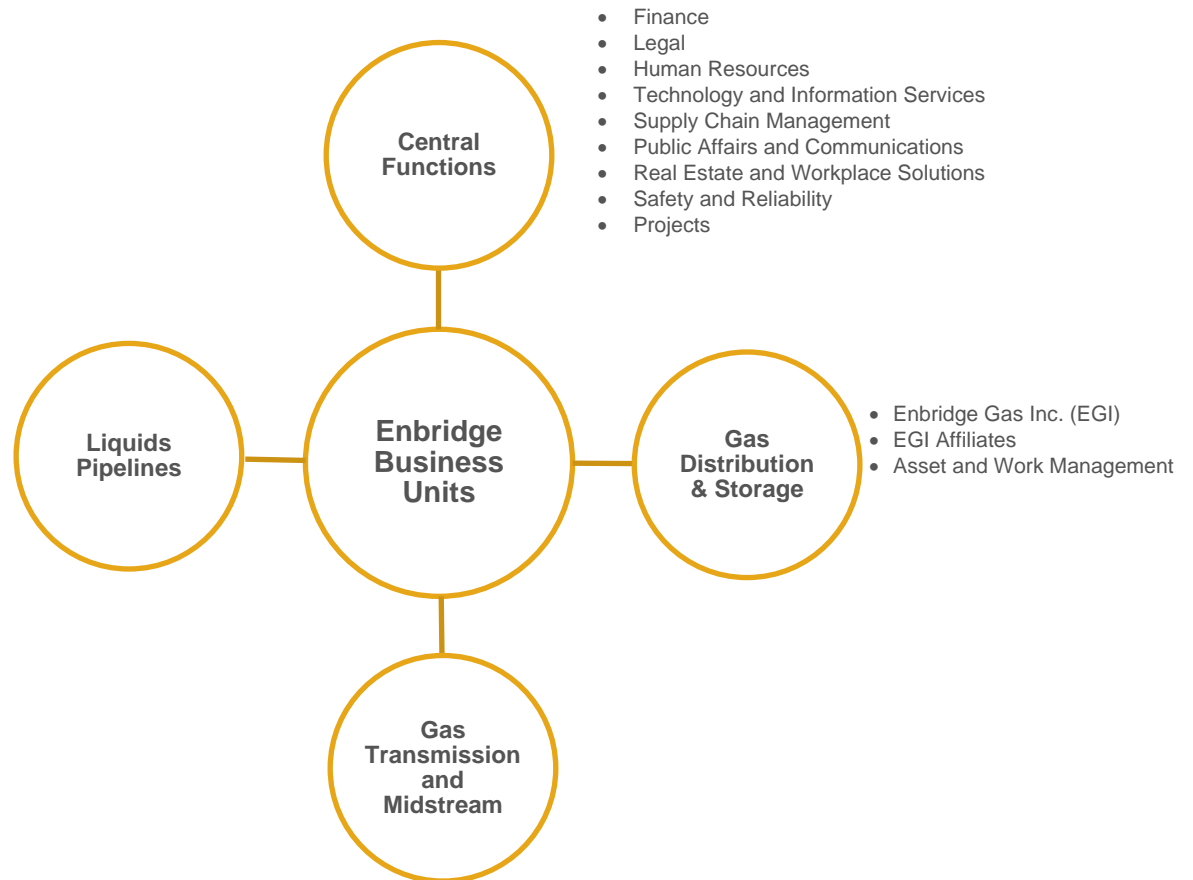 • Finance
• Legal
• Human Resources
• Technology and Information Services
• Supply Chain Management
• Public Affairs and Communications
• Real Estate and Workplace Solutions
• Safety and Reliability
• Projects
Central
Functions
Liquids
Pipelines
Enbridge
Business
Units
Gas
Distribution
& Storage
• Enbridge Gas Inc. (EGI)
• EGI Affiliates
• Asset and Work Management
Gas
Transmission
and
Midstream